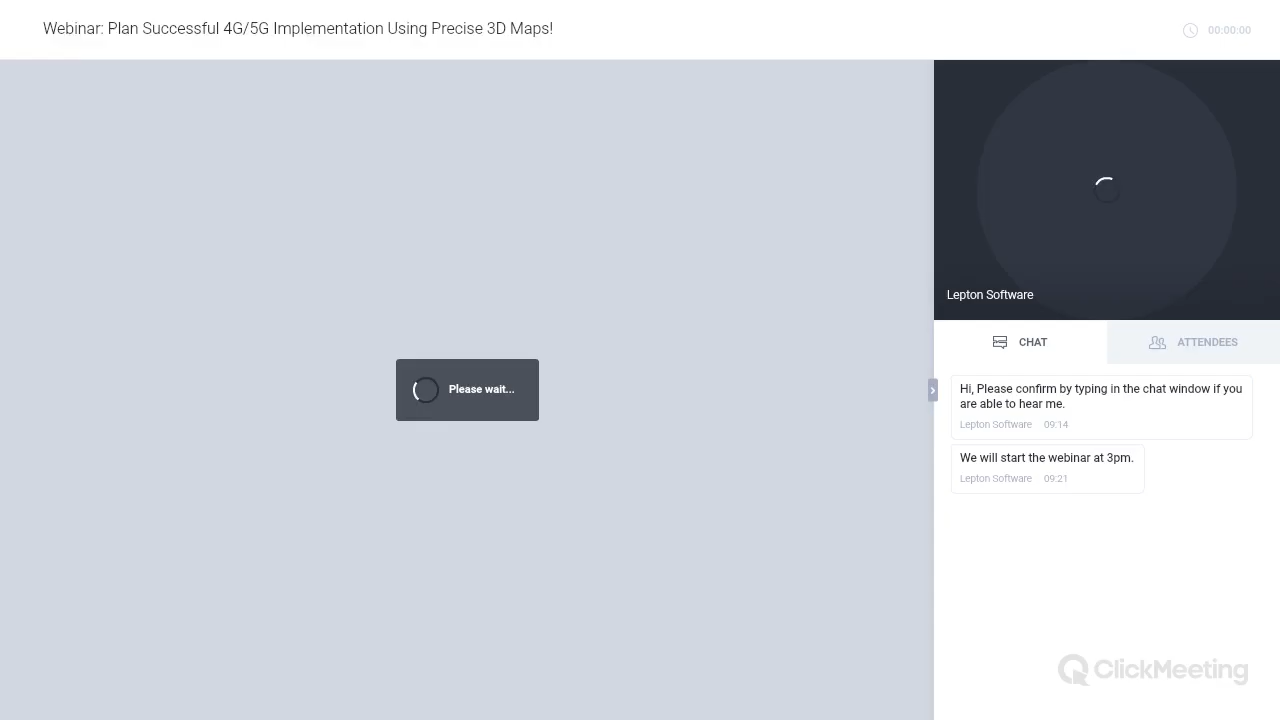 Webinar: Plan Successful 4G/5G Implementation Using Precise 3D Maps!
00:00:00
Please wait...
Lepton Software
CHAT
ATTENDEES
Hi, Please confirm by typing in the chat window if you
are able to hear me.
Lepton Software 09:14
We will start the webinar at 3pm.
Lepton Software 09:21
ClickMeeting